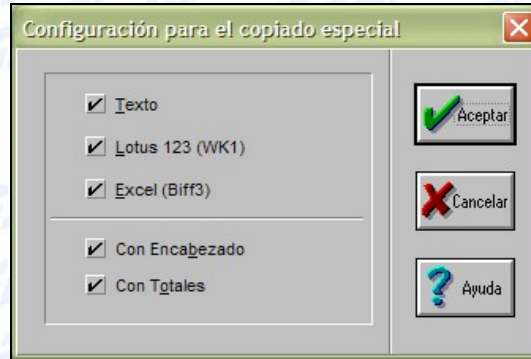 Configuración para el copiado especial
Texto
Lotus 123 (WK1)
Excel (Biff3)
Con Encabezado
Con Totales
Aceptar
Cancelar
Ayuda